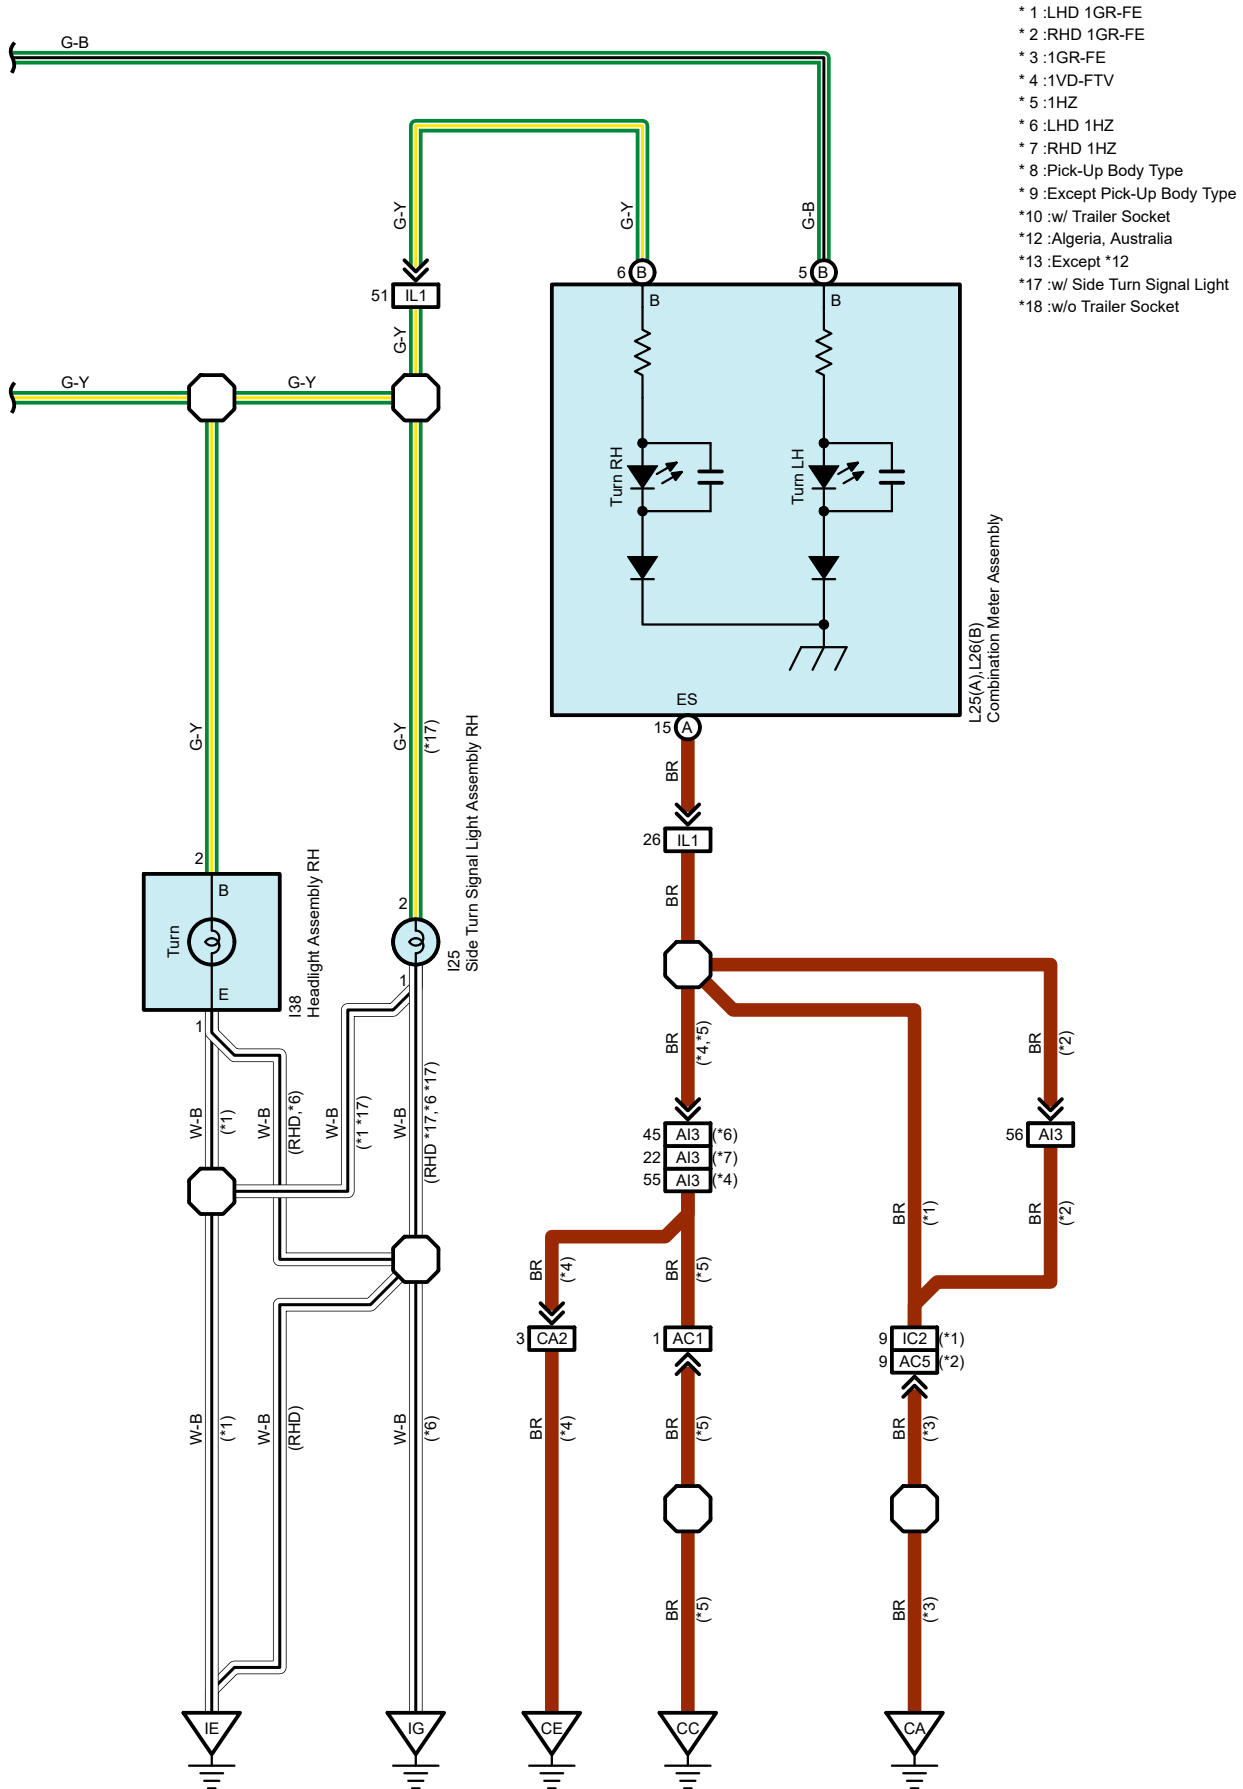 * 1 :LHD 1GR-FE
* 2 :RHD 1GR-FE
* 3 :1GR-FE
* 4 :1VD-FTV
* 5 :1HZ
* 6 :LHD 1HZ
* 7 :RHD 1HZ
* 8 :Pick-Up Body Type
* 9 :Except Pick-Up Body Type
*10 :w/ Trailer Socket
*12 :Algeria, Australia
*13 :Except *12
*17 :w/ Side Turn Signal Light
*18 :w/o Trailer Socket
G-B
G-Y
G-Y
G-B
6 B
5 B
B
B
51 IL1
G-Y
G-Y
G-Y
Turn RH
Turn LH
L25(A),L26(B)
Combination Meter Assembly
ES
15 A
G-Y
G-Y
(*17)
BR
26 IL1
BR
2
B
Turn
E
1
I38
Headlight Assembly RH
2
1
I25
Side Turn Signal Light Assembly RH
W-B
(*1)
W-B
(RHD,*6)
W-B
(*1 *17)
W-B
(RHD *17,*6 *17)
BR
(*4,*5)
BR
(*2)
45 AI3 (*6)
22 AI3 (*7)
55 AI3 (*4)
56 AI3
BR
(*1)
BR
(*2)
BR
(*4)
BR
(*5)
3 CA2
1 AC1
9 IC2 (*1)
9 AC5 (*2)
W-B
(*1)
W-B
(RHD)
W-B
(*6)
BR
(*4)
BR
(*5)
BR
(*3)
BR
(*5)
BR
(*3)
IE
IG
CE
CC
CA